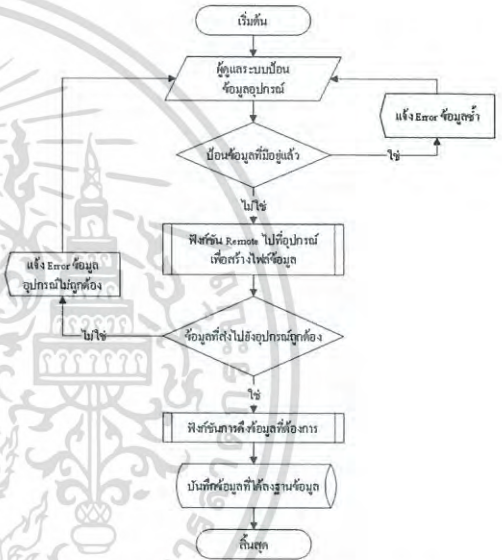 เริ่มต้น
ผู้ดูแลระบบป้อน
ข้อมูลอุปกรณ์
แจ้ง Error ข้อมูลซ้ำ
ป้อนข้อมูลที่มีอยู่แล้ว
ใช่
ไม่ใช่
ฟังก์ชัน Remote ไปที่อุปกรณ์
เพื่อสร้างไฟล์ข้อมูล
แจ้ง Error ข้อมูล
อุปกรณ์ไม่ถูกต้อง
ไม่ใช่
ข้อมูลที่ส่งไปยังอุปกรณ์ถูกต้อง
ใช่
ฟังก์ชันการดึงข้อมูลที่ต้องการ
บันทึกข้อมูลที่ได้ลงฐานข้อมูล
สิ้นสุด